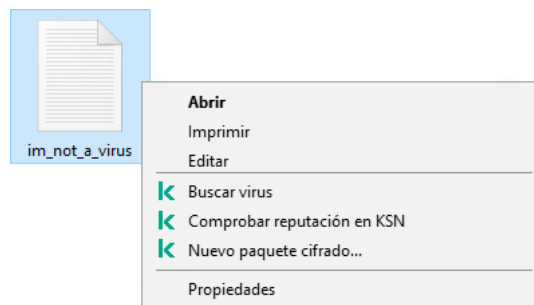 im_not_a_virus
Abrir
Imprimir
Editar
Buscar virus
Comprobar reputación en KSN
Nuevo paquete cifrado...
Propiedades